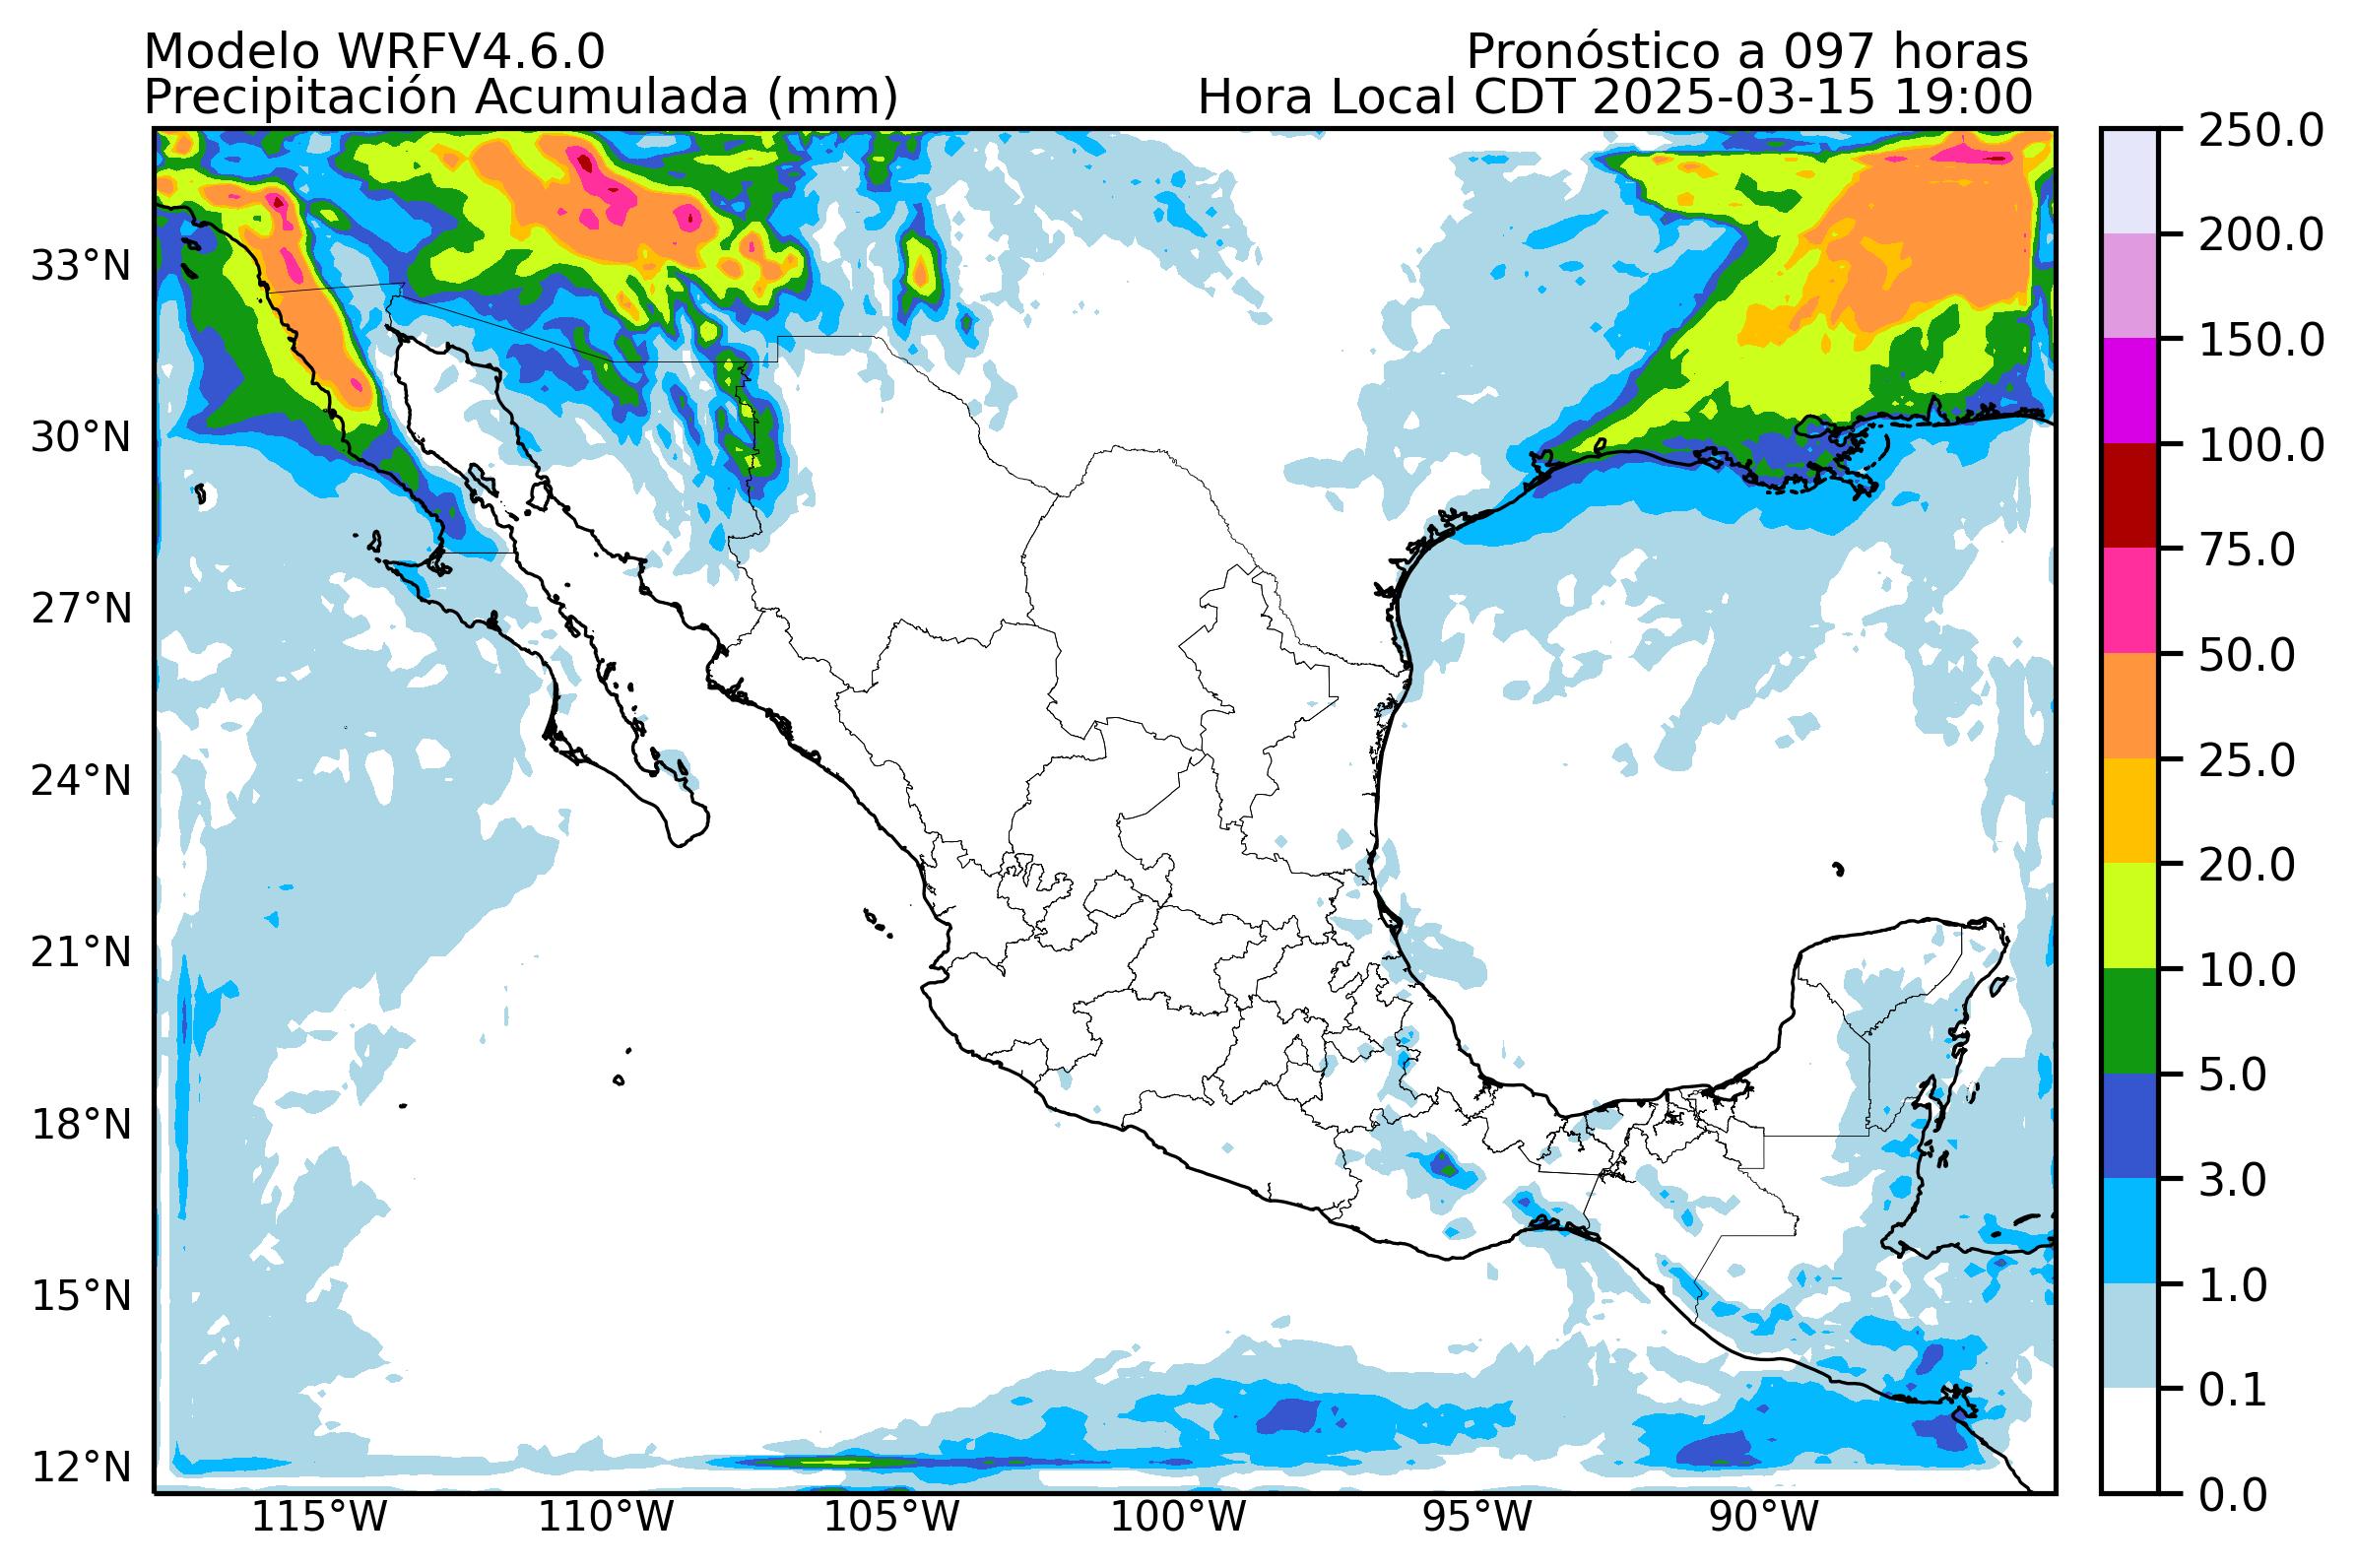 Modelo WRFV4.6.0
Pronóstico a 097 horas
Precipitación Acumulada (mm)
Hora Local CDT 2025-03-15 19:00
33°N
30°N
27°N
24°N
21°N
18°N
15°N
12°N
115°W
110°W
105°W
100°W
95°W
90°W
250.0
200.0
150.0
100.0
75.0
50.0
25.0
20.0
10.0
5.0
3.0
1.0
0.1
0.0